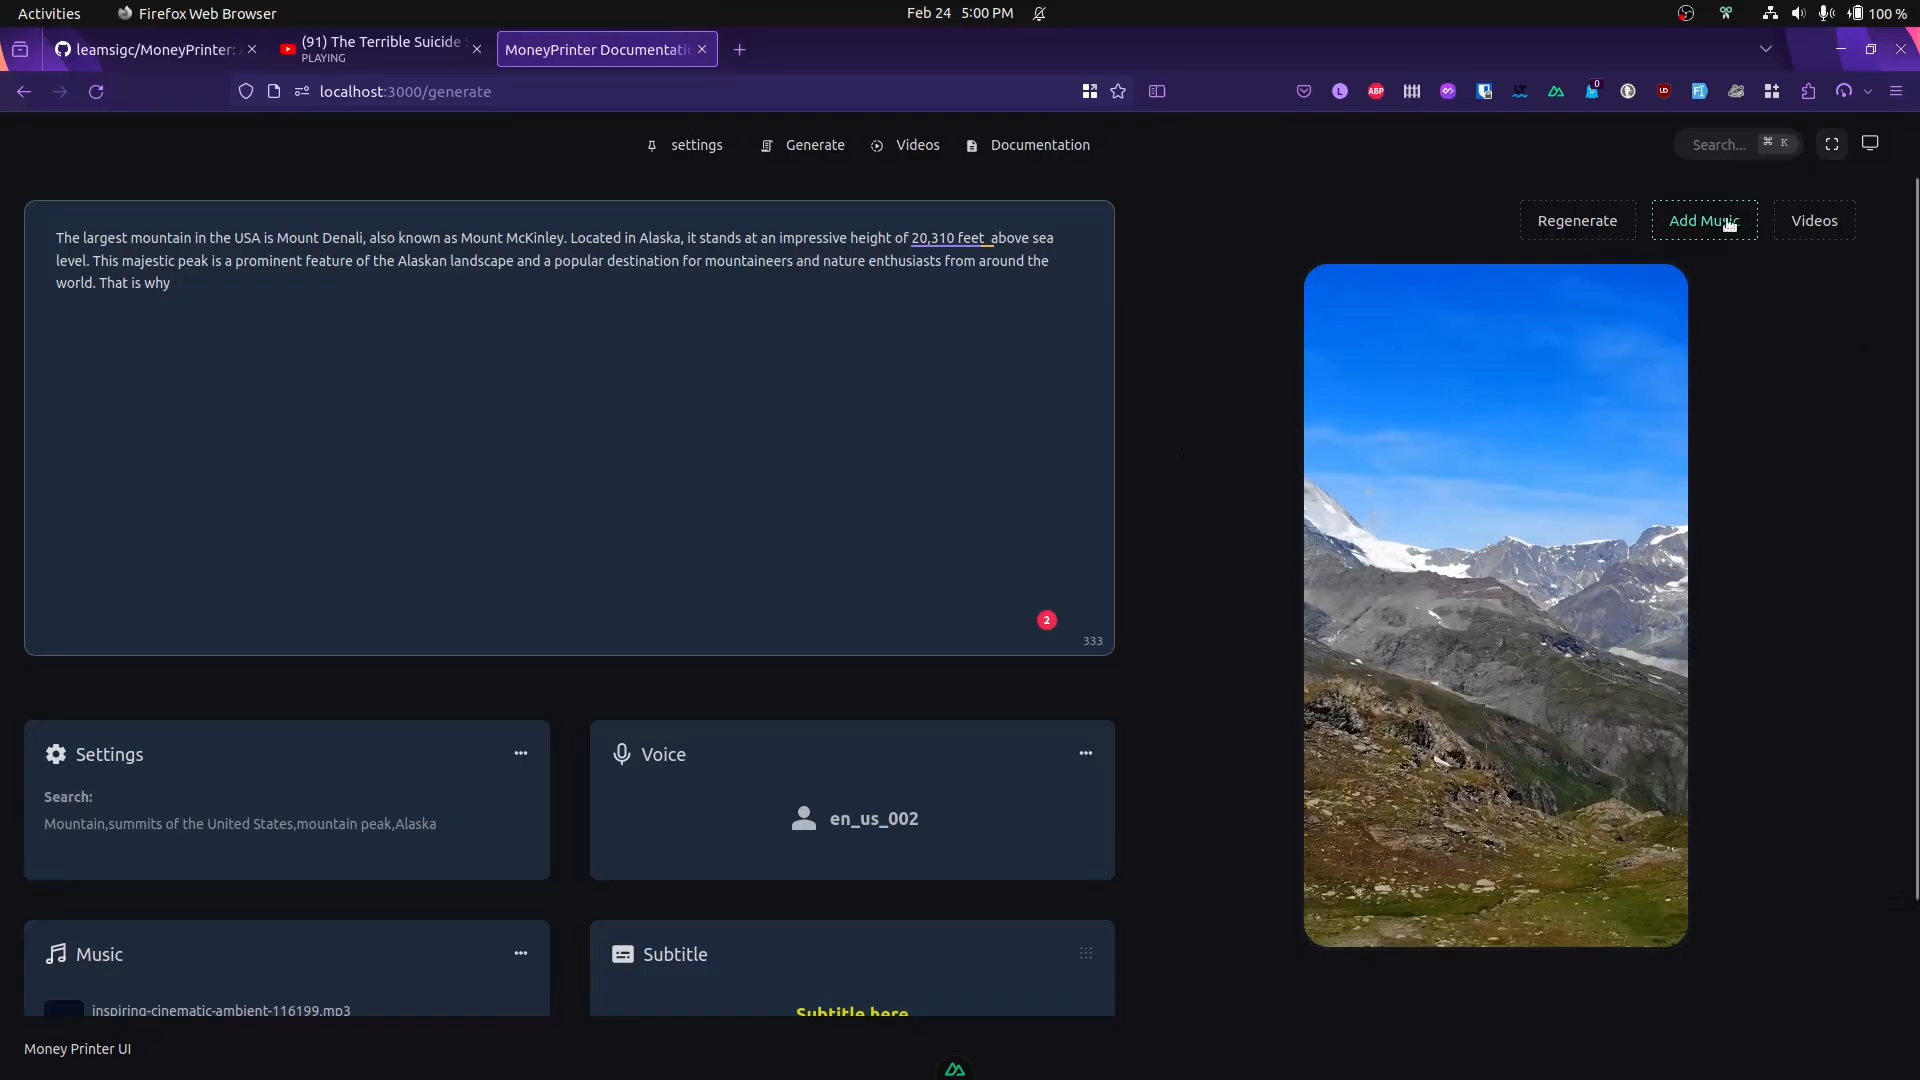 Activities
Firefox Web Browser
Feb 24 5:00 PM
100 %
leamsigc/MoneyPrinter:
(91) The Terrible Suicide
PLAYING
MoneyPrinter Documentati
localhost:3000/generate
L
ABP
0
UD
settings
Generate
Videos
Documentation
Search...
⌘ K
The largest mountain in the USA is Mount Denali, also known as Mount McKinley. Located in Alaska, it stands at an impressive height of 20,310 feet above sea
level. This majestic peak is a prominent feature of the Alaskan landscape and a popular destination for mountaineers and nature enthusiasts from around the
world. That is why
2
333
Regenerate
Add Music
Videos
Settings
Search:
Mountain,summits of the United States,mountain peak,Alaska
Voice
en_us_002
Music
inspiring-cinematic-ambient-116199.mp3
Subtitle
Subtitle here
Money Printer UI